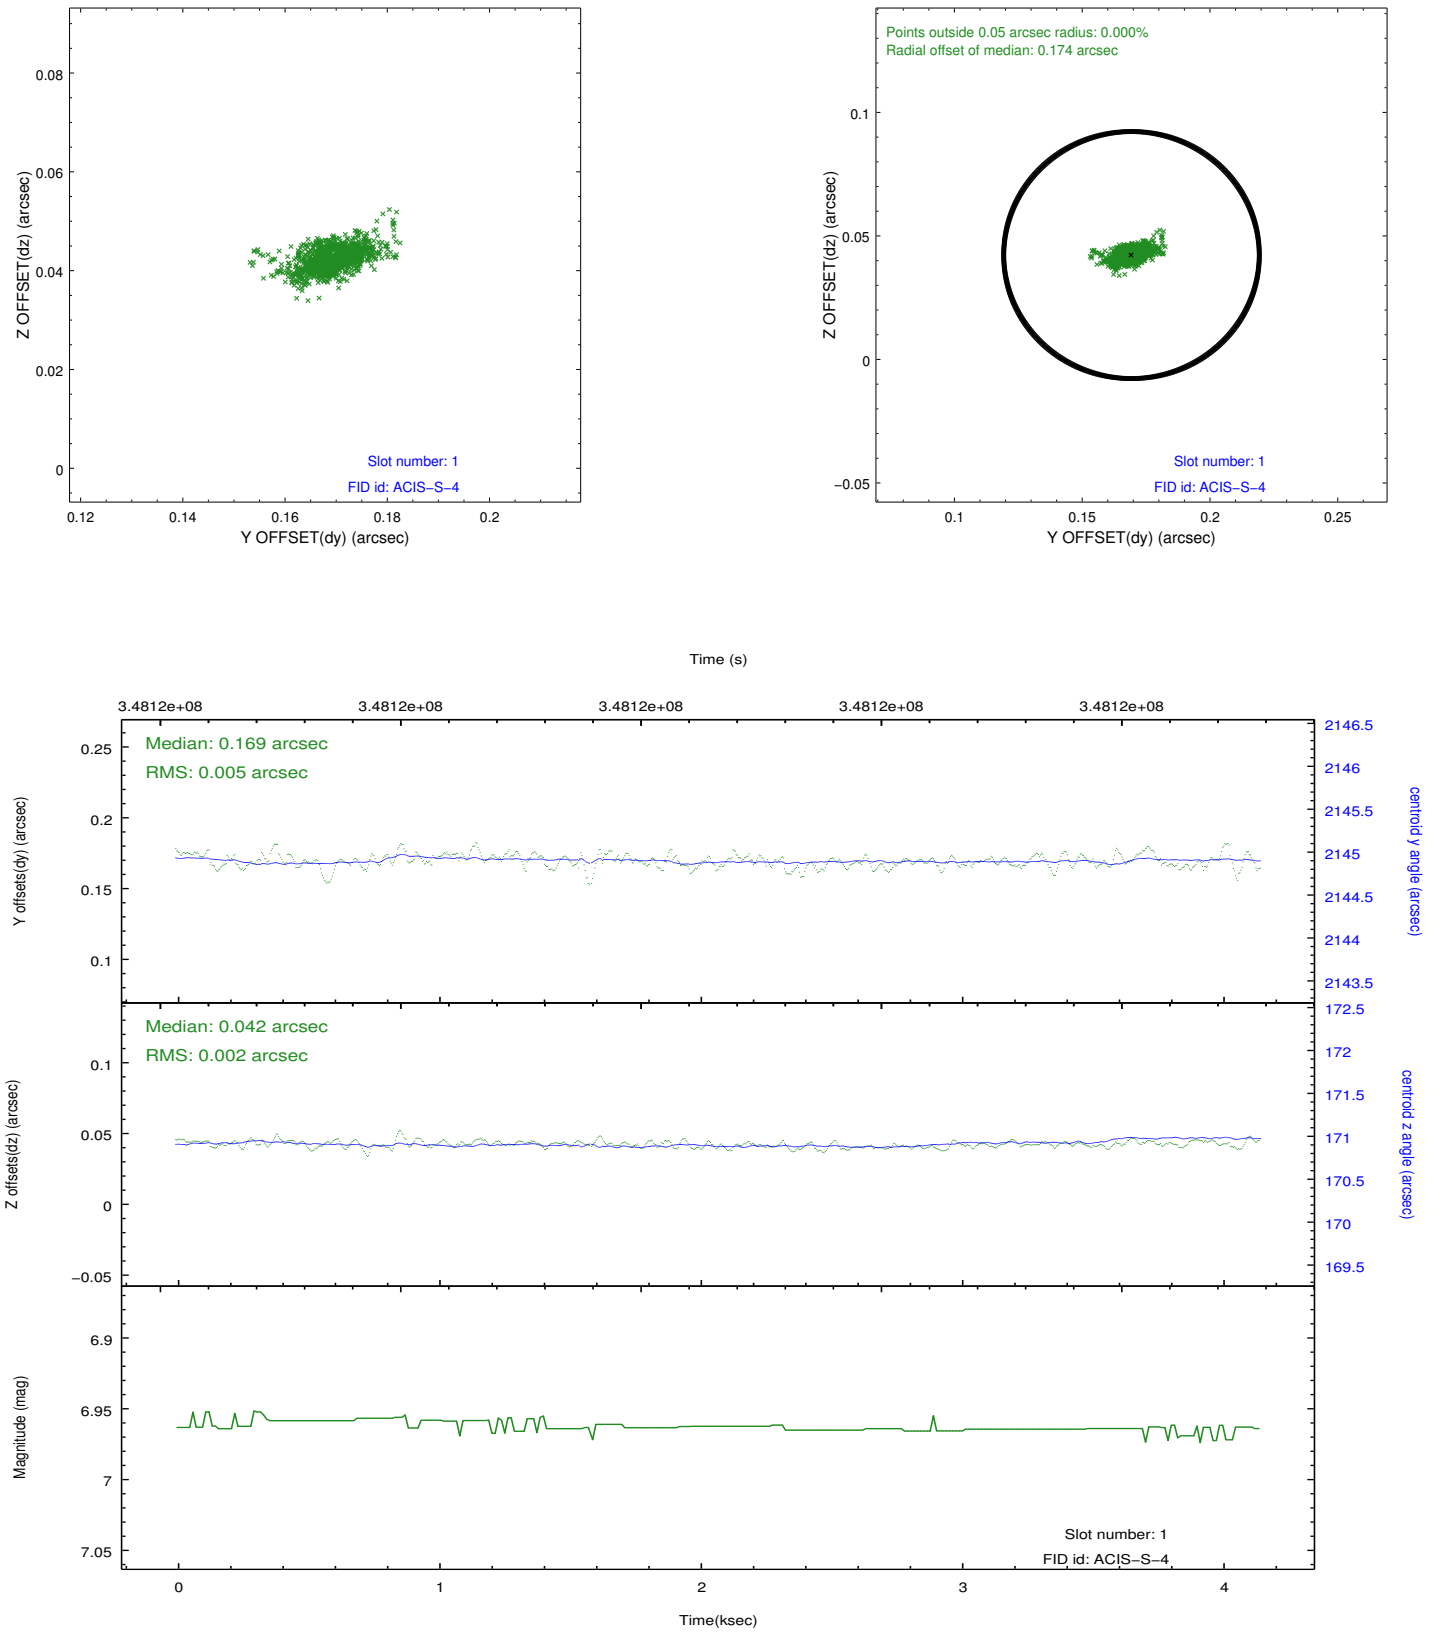 0.08
0.06
0.04
0.02
0
Z OFFSET(dz) (arcsec)
Slot number: 1
FID id: ACIS−S−4
0.12 0.14 0.16 0.18 0.2
Y OFFSET(dy) (arcsec)
Points outside 0.05 arcsec radius: 0.000%
Radial offset of median: 0.174 arcsec
0.1
0.05
0
−0.05
Z OFFSET(dz) (arcsec)
Slot number: 1
FID id: ACIS−S−4
0.1 0.15 0.2 0.25
Y OFFSET(dy) (arcsec)
Time (s)
3.4812e+08 3.4812e+08 3.4812e+08 3.4812e+08 3.4812e+08
Median: 0.169 arcsec
RMS: 0.005 arcsec
0.25
0.2
0.15
0.1
Y offsets(dy) (arcsec)
2146.5
2146
2145.5
2145
2144.5
2144
2143.5
centroid y angle (arcsec)
Median: 0.042 arcsec
RMS: 0.002 arcsec
0.1
0.05
0
−0.05
Z offsets(dz) (arcsec)
172.5
172
171.5
171
170.5
170
169.5
centroid z angle (arcsec)
6.9
6.95
7
7.05
Magnitude (mag)
Slot number: 1
FID id: ACIS−S−4
0 1 2 3 4
Time(ksec)